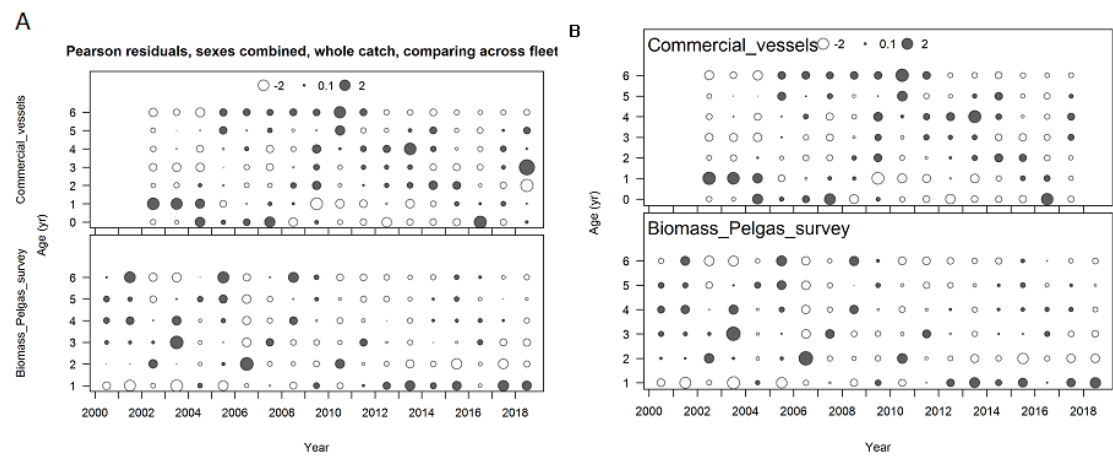 A
Pearson residuals, sexes combined, whole catch, comparing across fleet
-2 0.1 2
Commercial_vessels
6
5
4
3
2
1
0
Age (yr)
Biomass_Pelgas_survey
6
5
4
3
2
1
2000 2002 2004 2006 2008 2010 2012 2014 2016 2018
Year
B
Commercial_vessels -2 0.1 2
6
5
4
3
2
1
0
Age (yr)
Biomass_Pelgas_survey
6
5
4
3
2
1
2000 2002 2004 2006 2008 2010 2012 2014 2016 2018
Year